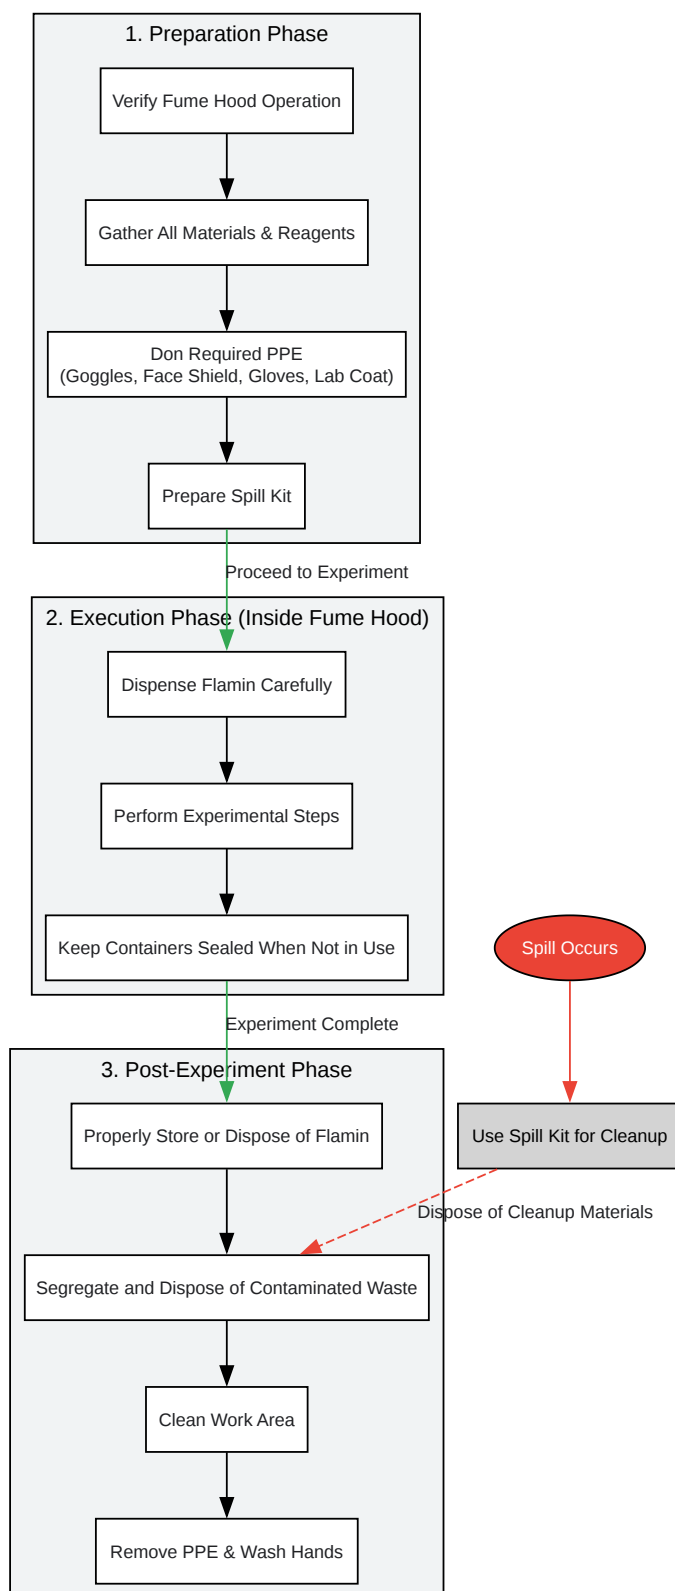 1. Preparation Phase
Verify Fume Hood Operation
Gather All Materials & Reagents
Don Required PPE
(Goggles, Face Shield, Gloves, Lab Coat)
Prepare Spill Kit
Proceed to Experiment
2. Execution Phase (Inside Fume Hood)
Dispense Flamin Carefully
Perform Experimental Steps
Keep Containers Sealed When Not in Use
Spill Occurs
Experiment Complete
3. Post-Experiment Phase
Properly Store or Dispose of Flamin
Use Spill Kit for Cleanup
Dispose of Cleanup Materials
Segregate and Dispose of Contaminated Waste
Clean Work Area
Remove PPE & Wash Hands